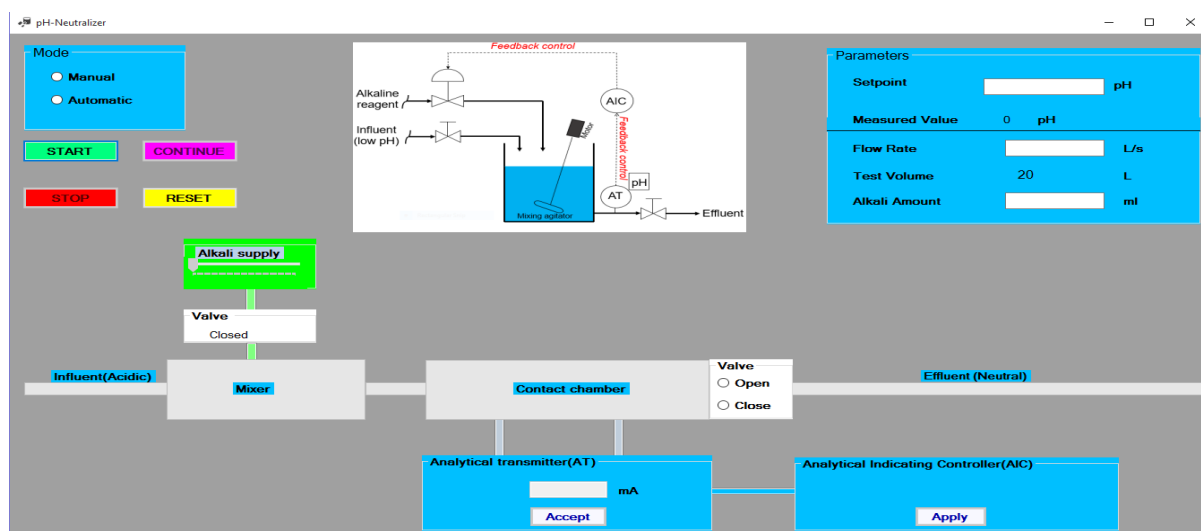 pH-Neutralizer
Mode
Manual
Automatic
START
CONTINUE
STOP
RESET
Feedback control
Alkaline
reagent
Influent
(low pH)
AIC
Motor
Feedback control
pH
AT
Mixing agitator
Effluent
Parameters
Setpoint pH
Measured Value 0 pH
Flow Rate L/s
Test Volume 20 L
Alkali Amount ml
Alkali supply
Valve
Closed
Influent(Acidic)
Mixer
Contact chamber
Valve
Open
Close
Effluent (Neutral)
Analytical transmitter(AT)
mA
Accept
Analytical Indicating Controller(AIC)
Apply